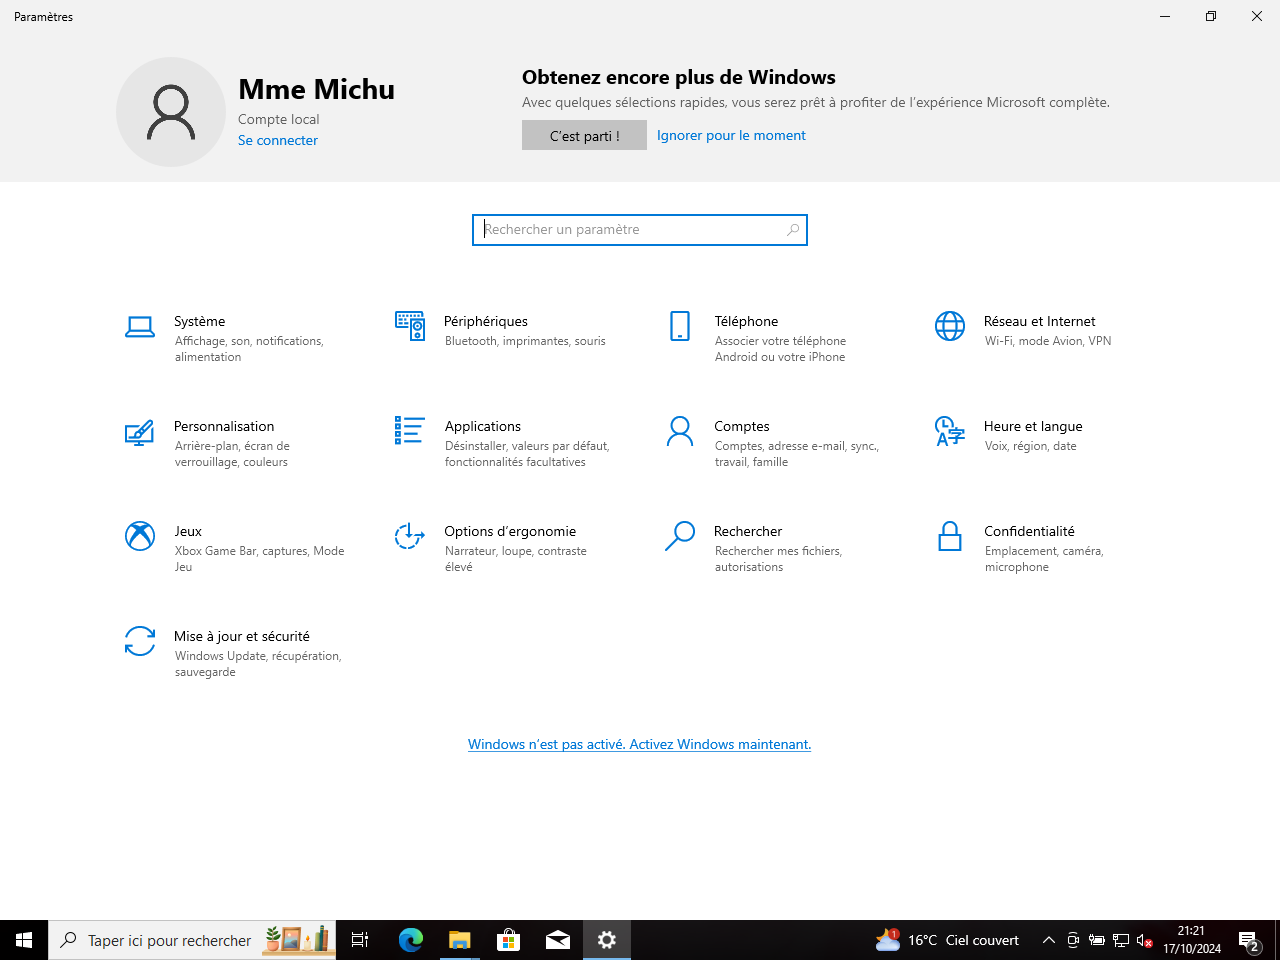 Paramètres
Mme Michu
Compte local
Se connecter
Obtenez encore plus de Windows
Avec quelques sélections rapides, vous serez prêt à profiter de l’expérience Microsoft complète.
C’est parti !
Ignorer pour le moment
Rechercher un paramètre
Système
Affichage, son, notifications,
alimentation
Périphériques
Bluetooth, imprimantes, souris
Téléphone
Associer votre téléphone
Android ou votre iPhone
Réseau et Internet
Wi-Fi, mode Avion, VPN
Personnalisation
Arrière-plan, écran de
verrouillage, couleurs
Applications
Désinstaller, valeurs par défaut,
fonctionnalités facultatives
Comptes
Comptes, adresse e-mail, sync.,
travail, famille
Heure et langue
Voix, région, date
Jeux
Xbox Game Bar, captures, Mode
Jeu
Options d’ergonomie
Narrateur, loupe, contraste
élevé
Rechercher
Rechercher mes fichiers,
autorisations
Confidentialité
Emplacement, caméra,
microphone
Mise à jour et sécurité
Windows Update, récupération,
sauvegarde
Windows n’est pas activé. Activez Windows maintenant.
Taper ici pour rechercher
1
16°C Ciel couvert
21:21
17/10/2024
2